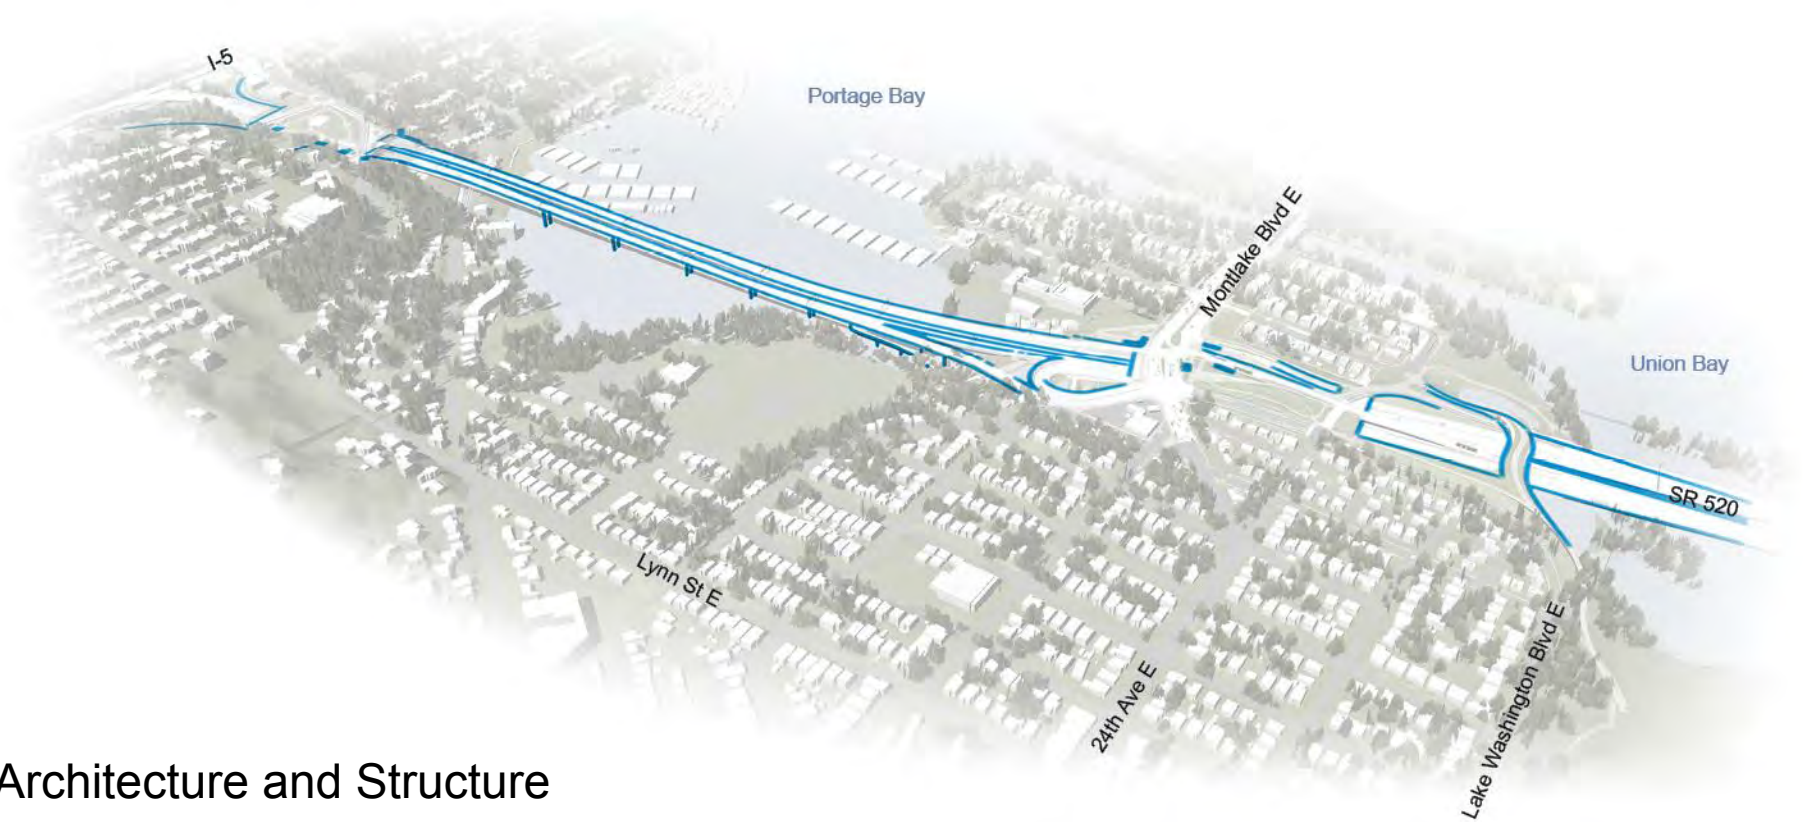 I-5
Portage Bay
Montlake Blvd E
Union Bay
SR 520
Lynn St E
24th Ave E
Lake Washington Blvd E
Architecture and Structure